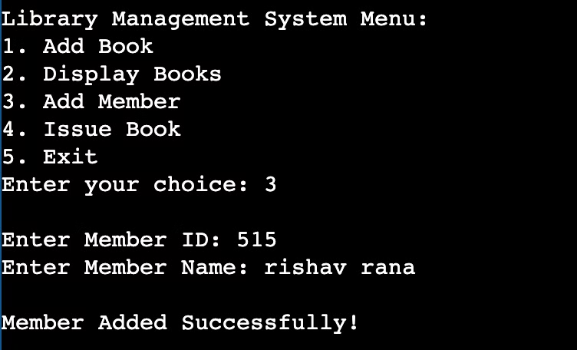 Library Management System Menu:
1. Add Book
2. Display Books
3. Add Member
4. Issue Book
5. Exit
Enter your choice: 3
Enter Member ID: 515
Enter Member Name: rishav rana
Member Added Successfully!